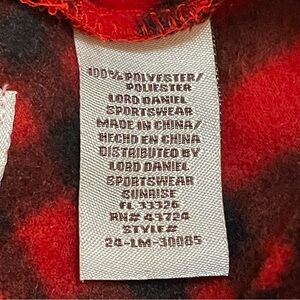 100% POLYESTER/
POLIESTER
LORD DANIEL
SPORTSWEAR
MADE IN CHINA/
HECHO EN CHINA
DISTRIBUTED BY
LORD DANIEL
SPORTSWEAR
SUNRISE
FL 33326
RN# 43724
STYLE#
24-LM-30085